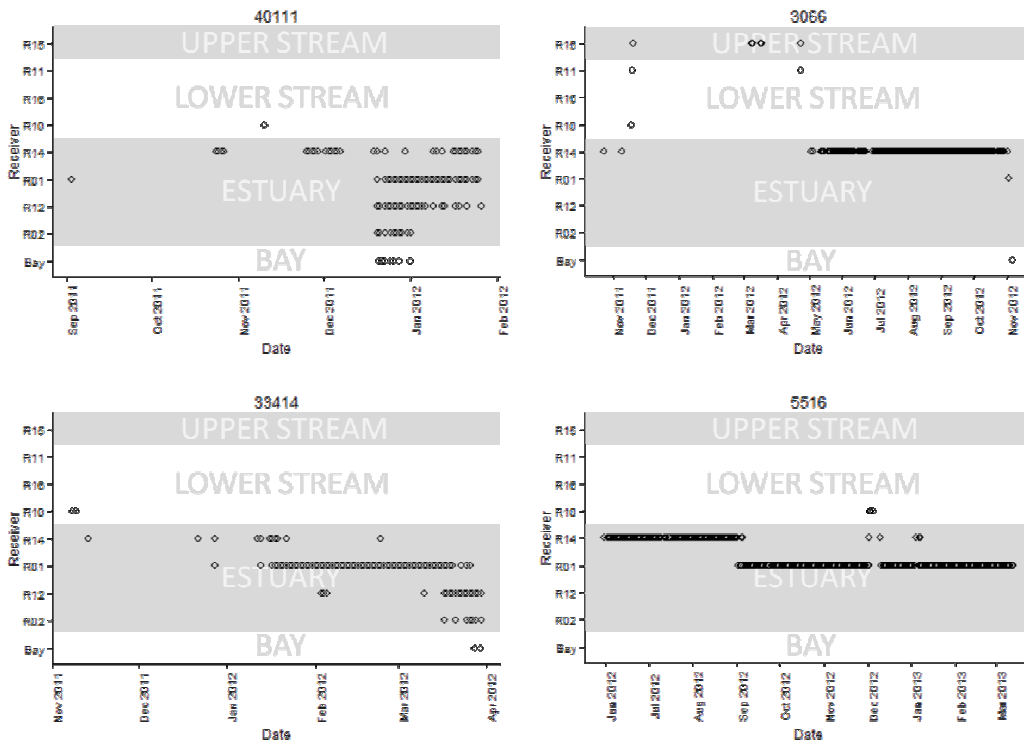 40111
UPPER STREAM
LOWER STREAM
ESTUARY
BAY
Receiver
R15
R11
R16
R10
R14
R01
R12
R02
Bay
Sep 2011
Oct 2011
Nov 2011
Dec 2011
Jan 2012
Feb 2012
Date
3066
UPPER STREAM
LOWER STREAM
ESTUARY
BAY
Receiver
R15
R11
R16
R10
R14
R01
R12
R02
Bay
Nov 2011
Dec 2011
Jan 2012
Feb 2012
Mar 2012
Apr 2012
May 2012
Jun 2012
Jul 2012
Aug 2012
Sep 2012
Oct 2012
Nov 2012
Date
33414
UPPER STREAM
LOWER STREAM
ESTUARY
BAY
Receiver
R15
R11
R16
R10
R14
R01
R12
R02
Bay
Nov 2011
Dec 2011
Jan 2012
Feb 2012
Mar 2012
Apr 2012
Date
5516
UPPER STREAM
LOWER STREAM
ESTUARY
BAY
Receiver
R15
R11
R16
R10
R14
R01
R12
R02
Bay
Jun 2012
Jul 2012
Aug 2012
Sep 2012
Oct 2012
Nov 2012
Dec 2012
Jan 2013
Feb 2013
Mar 2013
Date